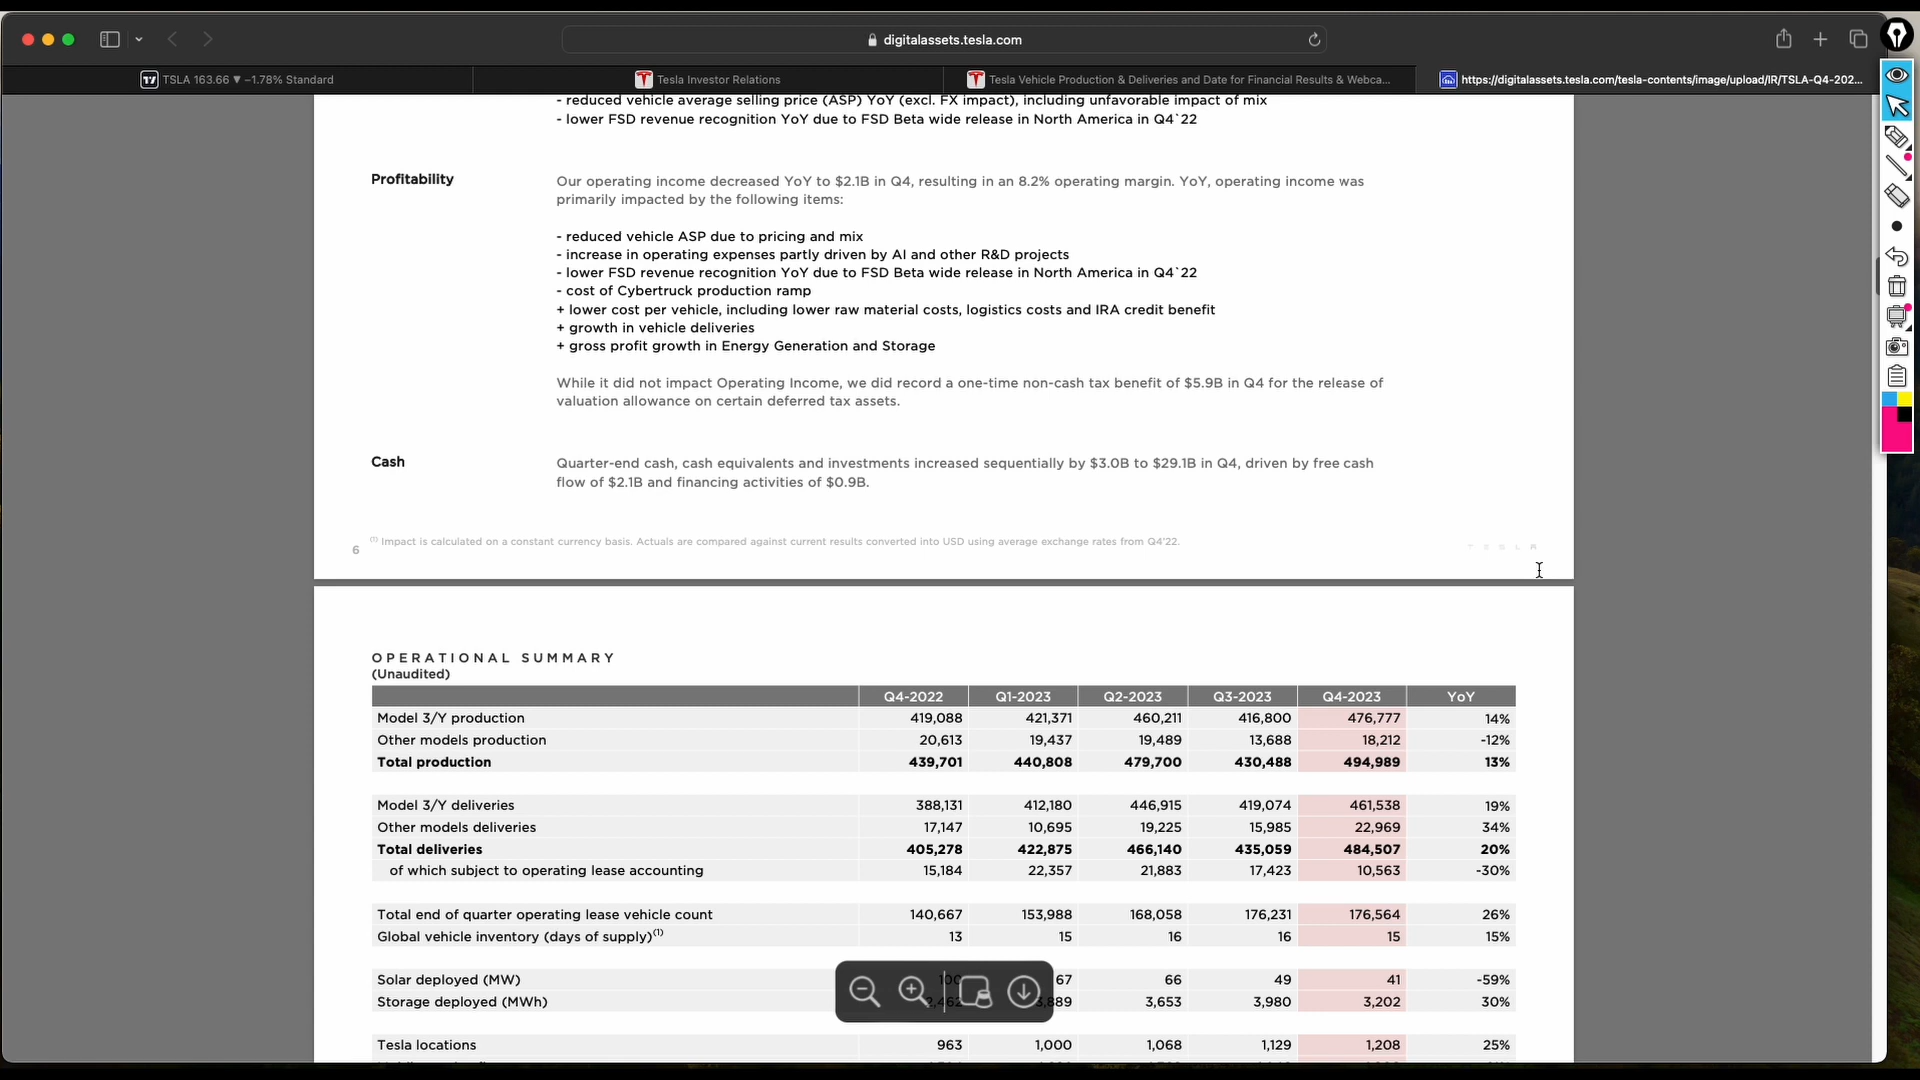 digitalassets.tesla.com
TSLA 163.66 ▼ −1.78% Standard
Tesla Investor Relations
Tesla Vehicle Production & Deliveries and Date for Financial Results & Webca...
https://digitalassets.tesla.com/tesla-contents/image/upload/IR/TSLA-Q4-202...
- reduced vehicle average selling price (ASP) YoY (excl. FX impact), including unfavorable impact of mix
- lower FSD revenue recognition YoY due to FSD Beta wide release in North America in Q4`22
Profitability
Our operating income decreased YoY to $2.1B in Q4, resulting in an 8.2% operating margin. YoY, operating income was
primarily impacted by the following items:
- reduced vehicle ASP due to pricing and mix
- increase in operating expenses partly driven by AI and other R&D projects
- lower FSD revenue recognition YoY due to FSD Beta wide release in North America in Q4`22
- cost of Cybertruck production ramp
+ lower cost per vehicle, including lower raw material costs, logistics costs and IRA credit benefit
+ growth in vehicle deliveries
+ gross profit growth in Energy Generation and Storage
While it did not impact Operating Income, we did record a one-time non-cash tax benefit of $5.9B in Q4 for the release of
valuation allowance on certain deferred tax assets.
Cash
Quarter-end cash, cash equivalents and investments increased sequentially by $3.0B to $29.1B in Q4, driven by free cash
flow of $2.1B and financing activities of $0.9B.
6
(1) Impact is calculated on a constant currency basis. Actuals are compared against current results converted into USD using average exchange rates from Q4'22.
TESLA
OPERATIONAL SUMMARY
(Unaudited)
Q4-2022 Q1-2023 Q2-2023 Q3-2023 Q4-2023 YoY
Model 3/Y production 419,088 421,371 460,211 416,800 476,777 14%
Other models production 20,613 19,437 19,489 13,688 18,212 -12%
Total production 439,701 440,808 479,700 430,488 494,989 13%
Model 3/Y deliveries 388,131 412,180 446,915 419,074 461,538 19%
Other models deliveries 17,147 10,695 19,225 15,985 22,969 34%
Total deliveries 405,278 422,875 466,140 435,059 484,507 20%
of which subject to operating lease accounting 15,184 22,357 21,883 17,423 10,563 -30%
Total end of quarter operating lease vehicle count 140,667 153,988 168,058 176,231 176,564 26%
Global vehicle inventory (days of supply)(1) 13 15 16 16 15 15%
Solar deployed (MW) 100 67 66 49 41 -59%
Storage deployed (MWh) 2,462 3,889 3,653 3,980 3,202 30%
Tesla locations 963 1,000 1,068 1,129 1,208 25%